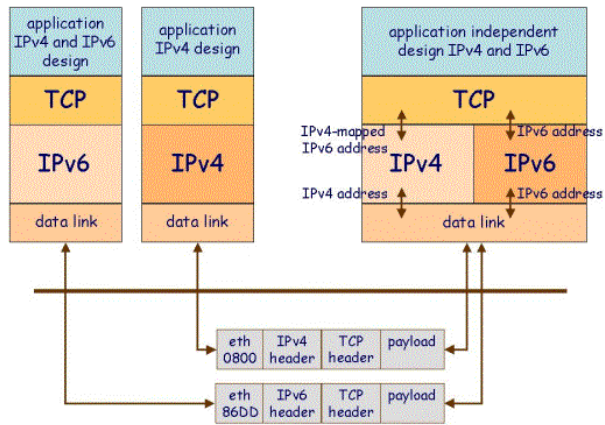 application
IPv4 and IPv6
design
TCP
IPv6
data link
application
IPv4 design
TCP
IPv4
data link
application independent
design IPv4 and IPv6
TCP
IPv4-mapped
IPv6 address
IPv6 address
IPv4
IPv6
IPv4 address
IPv6 address
data link
eth
0800
IPv4
header
TCP
header
payload
eth
86DD
IPv6
header
TCP
header
payload